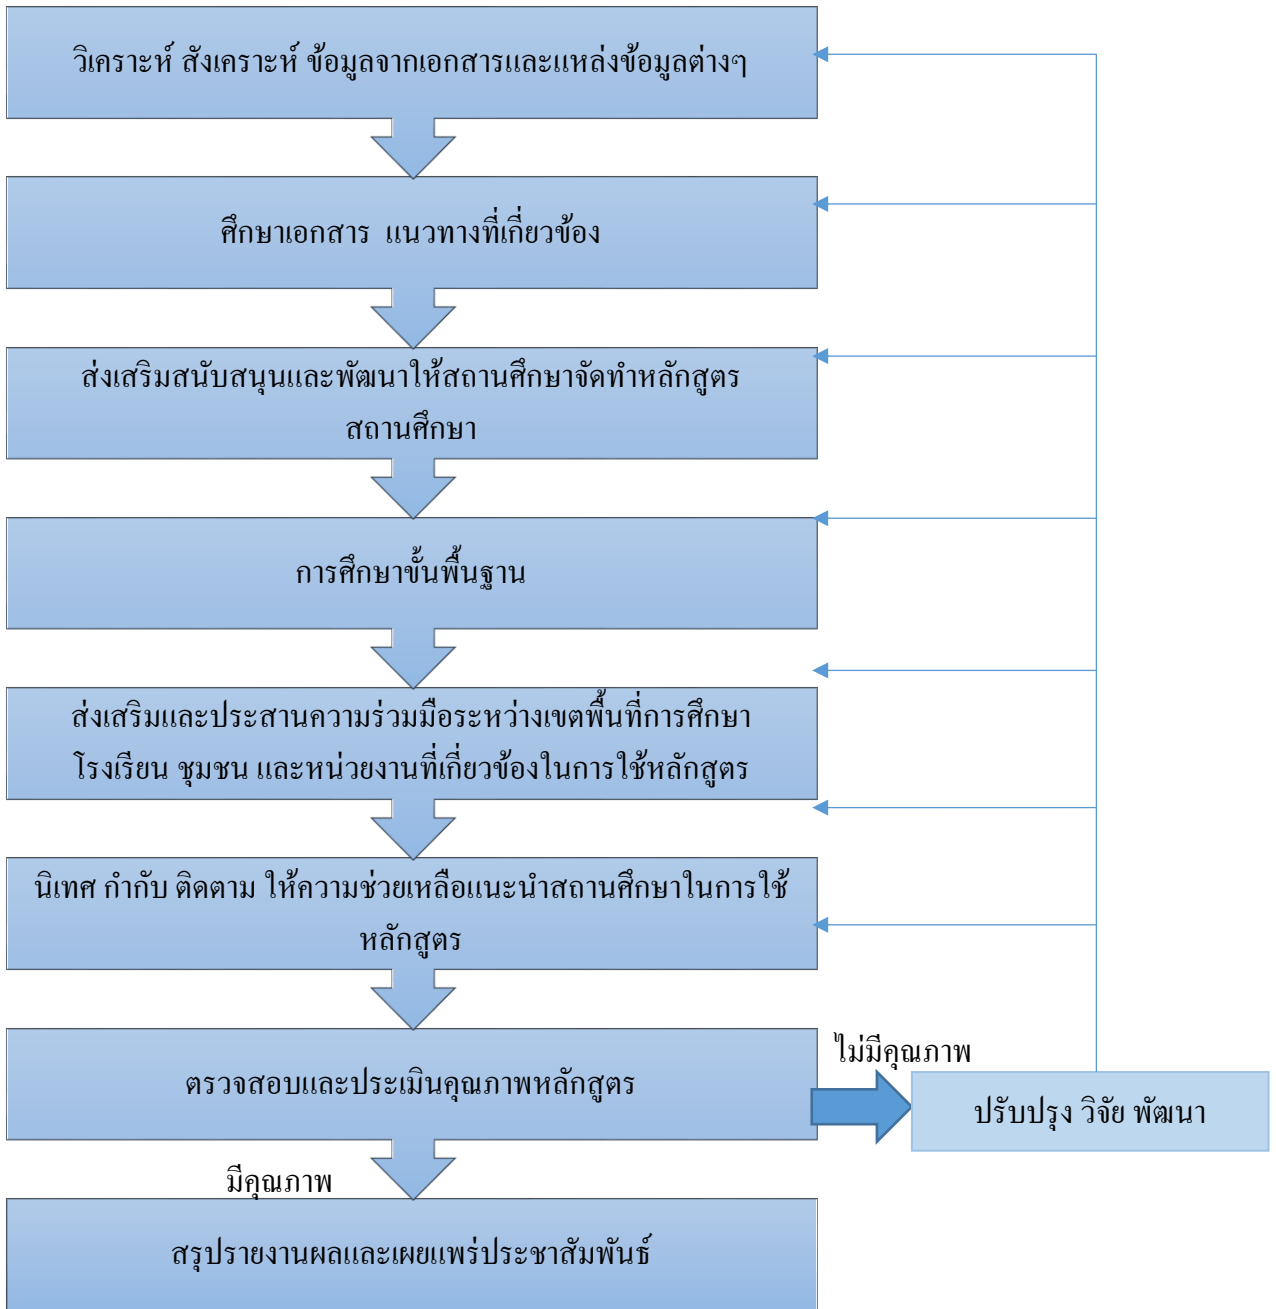 วิเคราะห์ สังเคราะห์ ข้อมูลจากเอกสารและแหล่งข้อมูลต่างๆ
ศึกษาเอกสาร แนวทางที่เกี่ยวข้อง
ส่งเสริมสนับสนุนและพัฒนาให้สถานศึกษาจัดทำหลักสูตร
สถานศึกษา
การศึกษาขั้นพื้นฐาน
ส่งเสริมและประสานความร่วมมือระหว่างเขตพื้นที่การศึกษา
โรงเรียน ชุมชน และหน่วยงานที่เกี่ยวข้องในการใช้หลักสูตร
นิเทศ กำกับ ติดตาม ให้ความช่วยเหลือแนะนำสถานศึกษาในการใช้
หลักสูตร
ไม่มีคุณภาพ
ตรวจสอบและประเมินคุณภาพหลักสูตร
ปรับปรุง วิจัย พัฒนา
มีคุณภาพ
สรุปรายงานผลและเผยแพร่ประชาสัมพันธ์